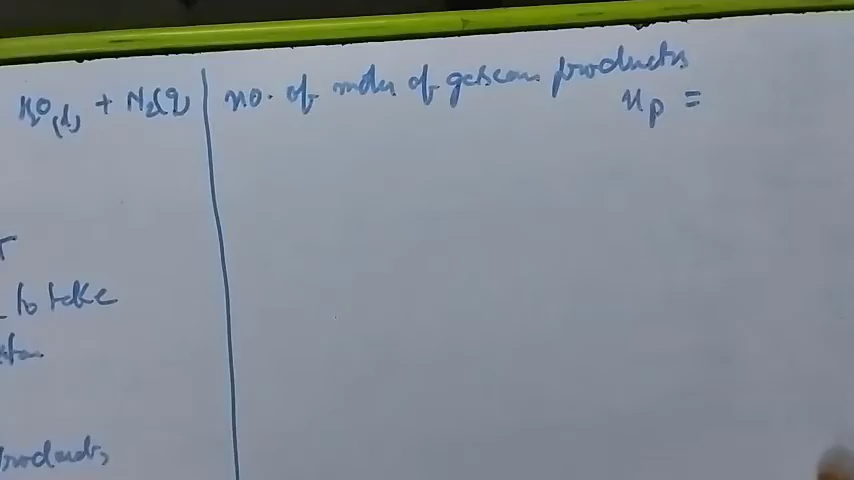 H2O(l) + N2(g)
no. of moles of gaseous products
np =
r
to take
products,